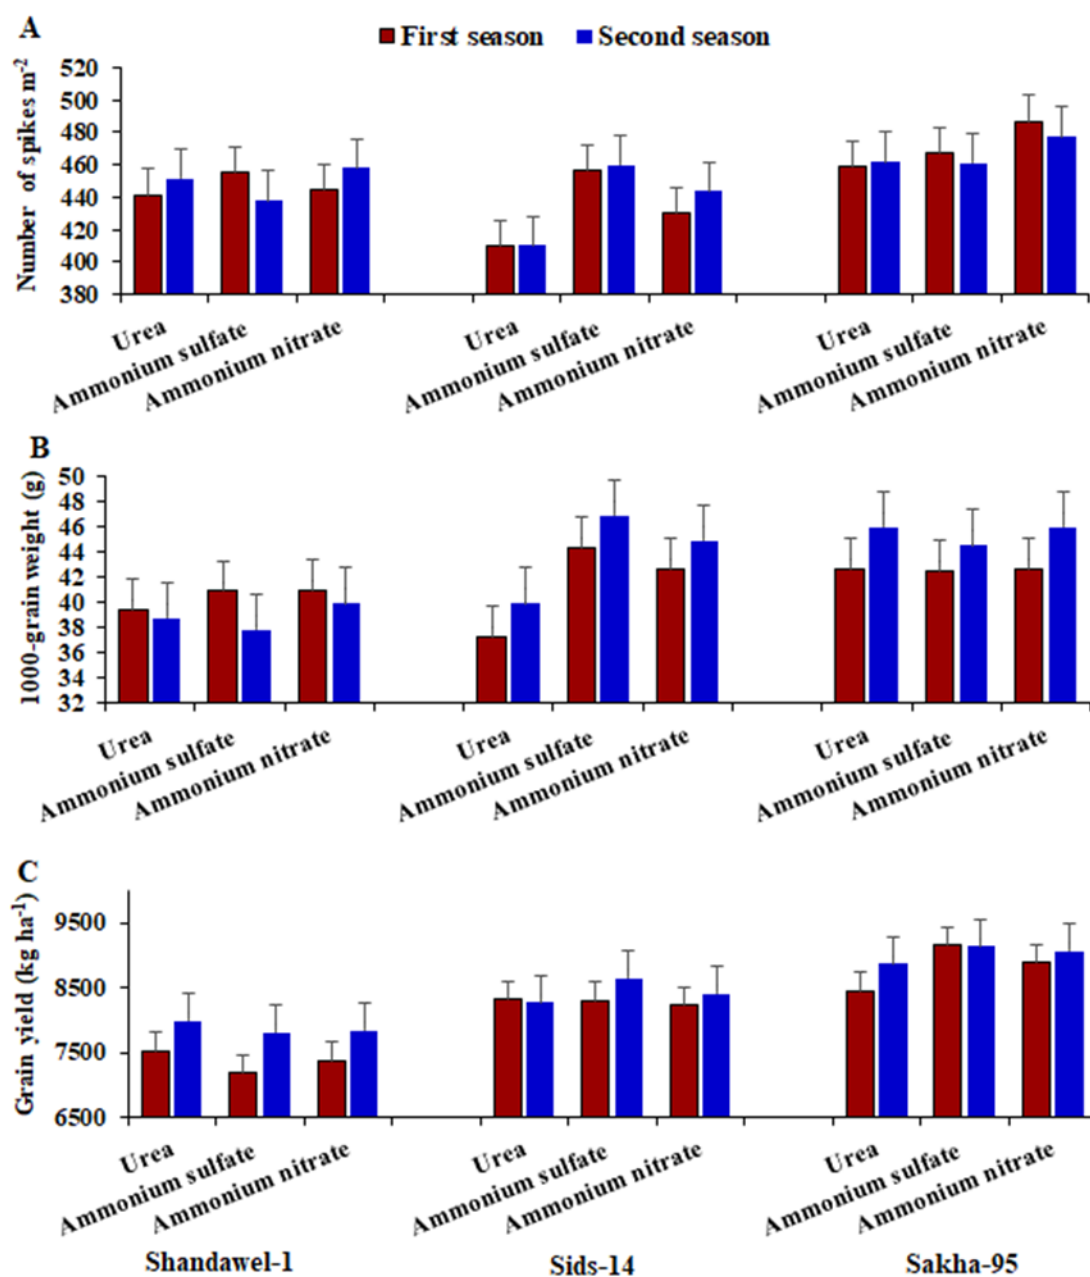 A
First season Second season
Number of spikes m-2
520
500
480
460
440
420
400
380
Urea Ammonium sulfate Ammonium nitrate Urea Ammonium sulfate Ammonium nitrate Urea Ammonium sulfate Ammonium nitrate
B
1000-grain weight (g)
50
48
46
44
42
40
38
36
34
32
Urea Ammonium sulfate Ammonium nitrate Urea Ammonium sulfate Ammonium nitrate Urea Ammonium sulfate Ammonium nitrate
C
Grain yield (kg ha-1)
9500
8500
7500
6500
Urea Ammonium sulfate Ammonium nitrate Urea Ammonium sulfate Ammonium nitrate Urea Ammonium sulfate Ammonium nitrate
Shandawel-1 Sids-14 Sakha-95